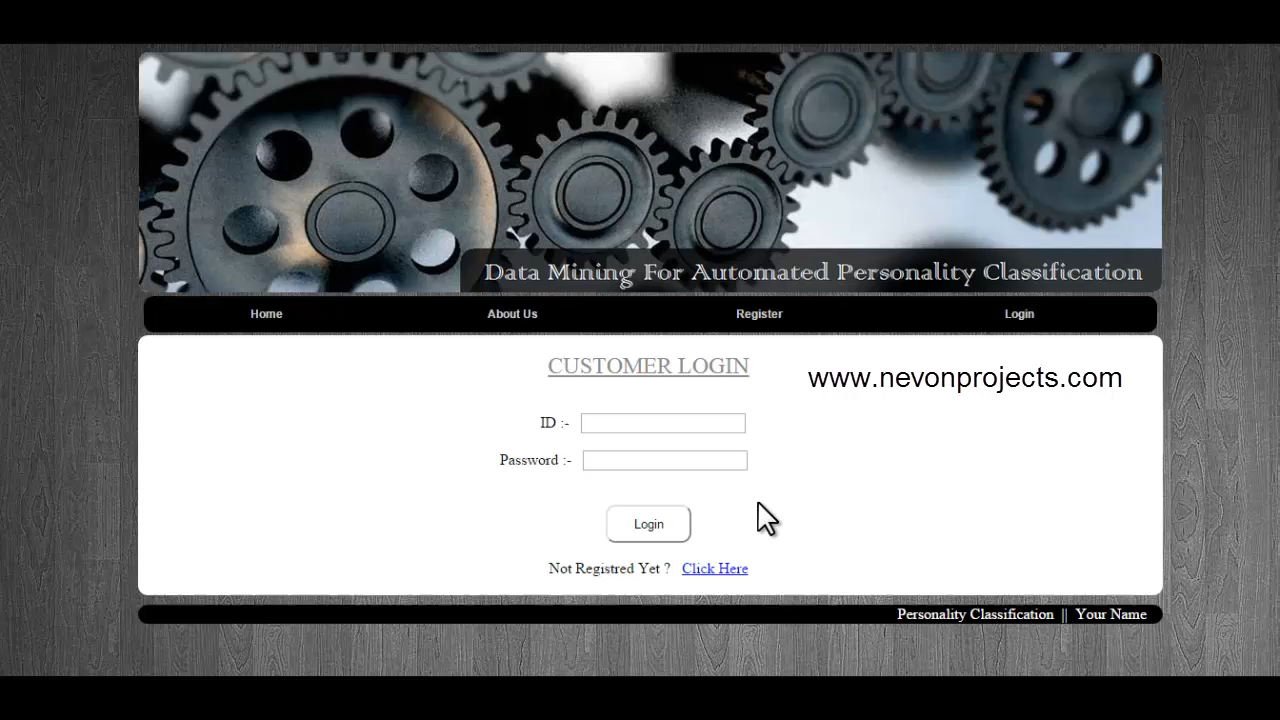 Data Mining For Automated Personality Classification
Home About Us Register Login
CUSTOMER LOGIN
www.nevonprojects.com
ID :-
Password :-
Login
Not Registred Yet ? Click Here
Personality Classification || Your Name